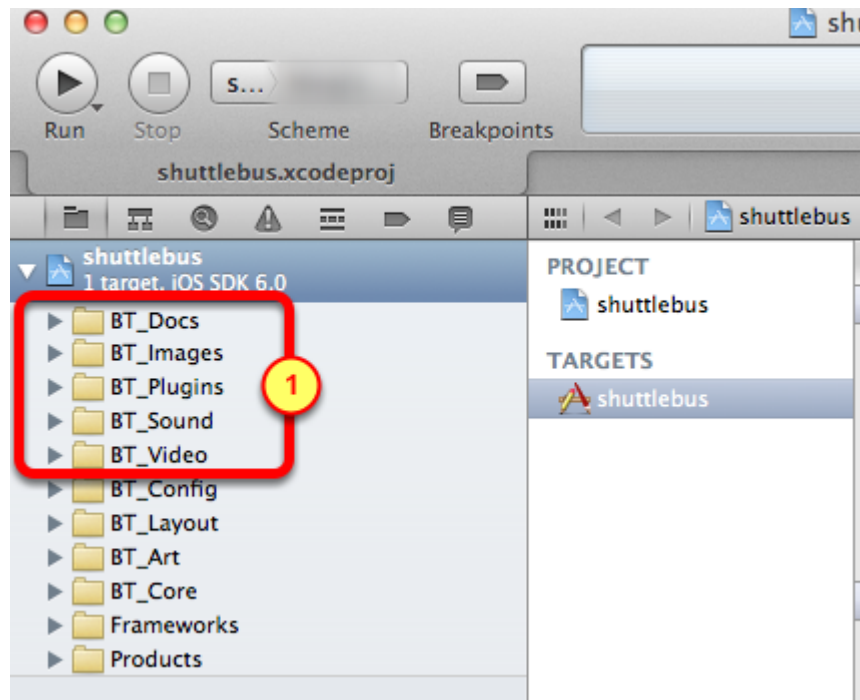 shu
s...
Run Stop Scheme Breakpoints
shuttlebus.xcodeproj
shuttlebus
shuttlebus
1 target, iOS SDK 6.0
BT_Docs
BT_Images
BT_Plugins
1
BT_Sound
BT_Video
BT_Config
BT_Layout
BT_Art
BT_Core
Frameworks
Products
PROJECT
shuttlebus
TARGETS
shuttlebus